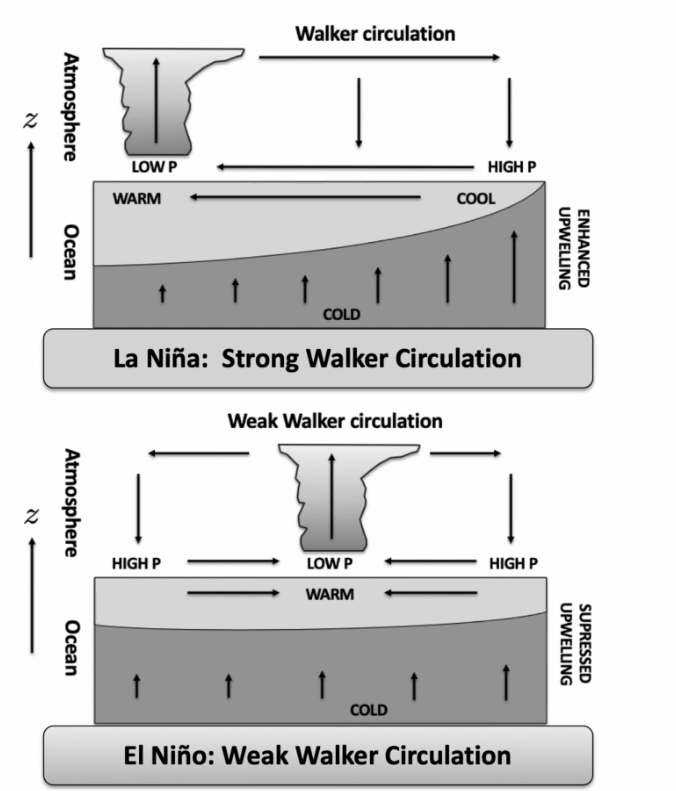 Walker circulation
Atmosphere
z
LOW P
HIGH P
WARM
COOL
Ocean
ENHANCED
UPWELLING
COLD
La Niña: Strong Walker Circulation
Weak Walker circulation
Atmosphere
z
HIGH P
LOW P
HIGH P
WARM
Ocean
SUPRESSED
UPWELLING
COLD
El Niño: Weak Walker Circulation